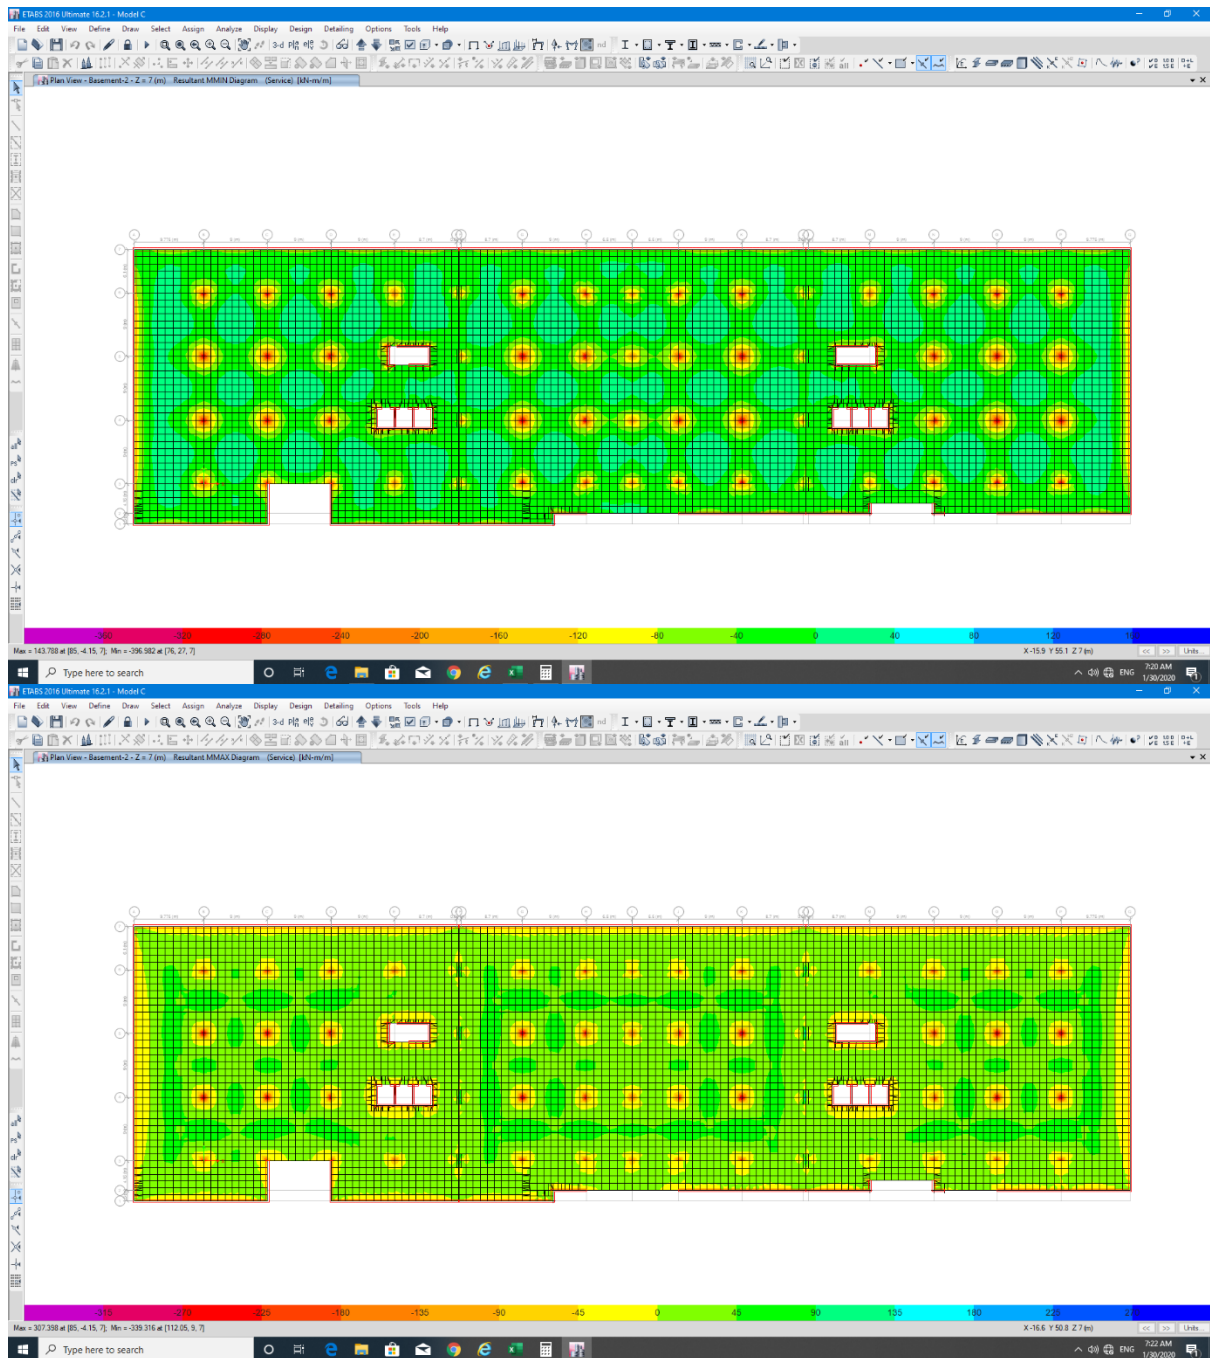 ETABS 2016 Ultimate 16.2.1 - Model C
File Edit View Define Draw Select Assign Analyze Display Design Detailing Options Tools Help
Plan View - Basement-2 - Z = 7 (m) Resultant MMIN Diagram (Service) [kN-m/m]
-360 -320 -280 -240 -200 -160 -120 -80 -40 0 40 80 120
Max = 143.788 at [85, -4.15, 7]; Min = -396.982 at [76, 27, 7]
X -15.9 Y 55.1 Z 7 (m)
<< >> Units...
Type here to search
ENG
7:20 AM
1/30/2020
ETABS 2016 Ultimate 16.2.1 - Model C
File Edit View Define Draw Select Assign Analyze Display Design Detailing Options Tools Help
Plan View - Basement-2 - Z = 7 (m) Resultant MMAX Diagram (Service) [kN-m/m]
-315 -270 -225 -180 -135 -90 -45 0 45 90 135 180 225
Max = 307.398 at [85, -4.15, 7]; Min = -339.316 at [112.05, 9, 7]
X -16.6 Y 50.8 Z 7 (m)
<< >> Units...
Type here to search
ENG
7:22 AM
1/30/2020